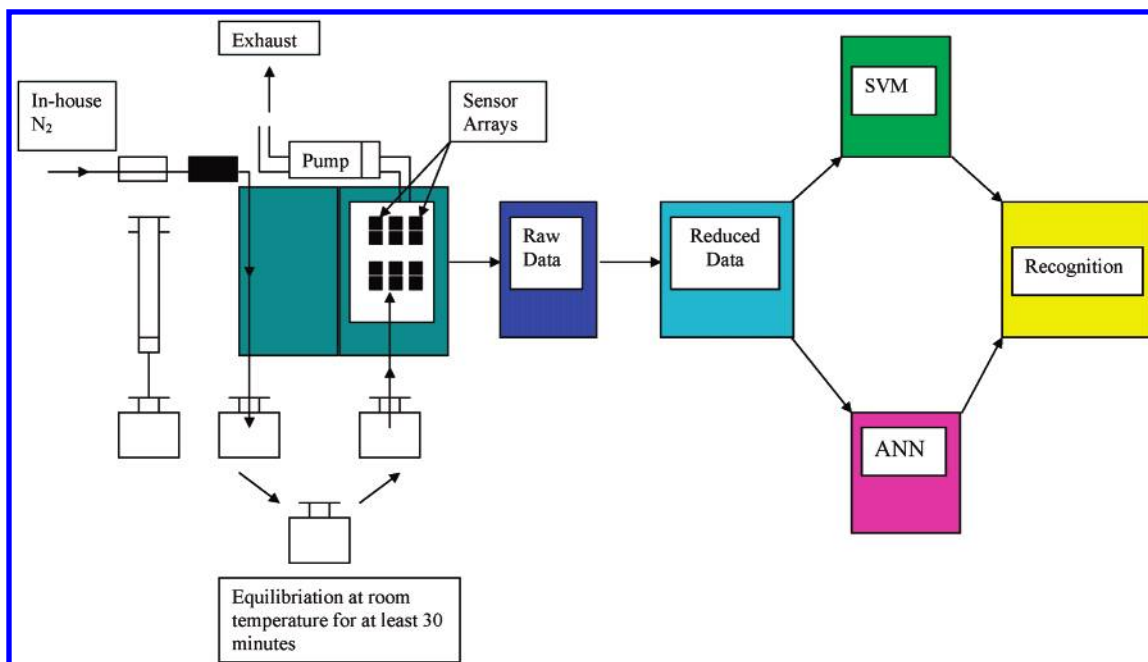 Exhaust
In-house
N₂
Sensor
Arrays
Pump
SVM
Raw
Data
Reduced
Data
Recognition
ANN
Equilibriation at room
temperature for at least 30
minutes